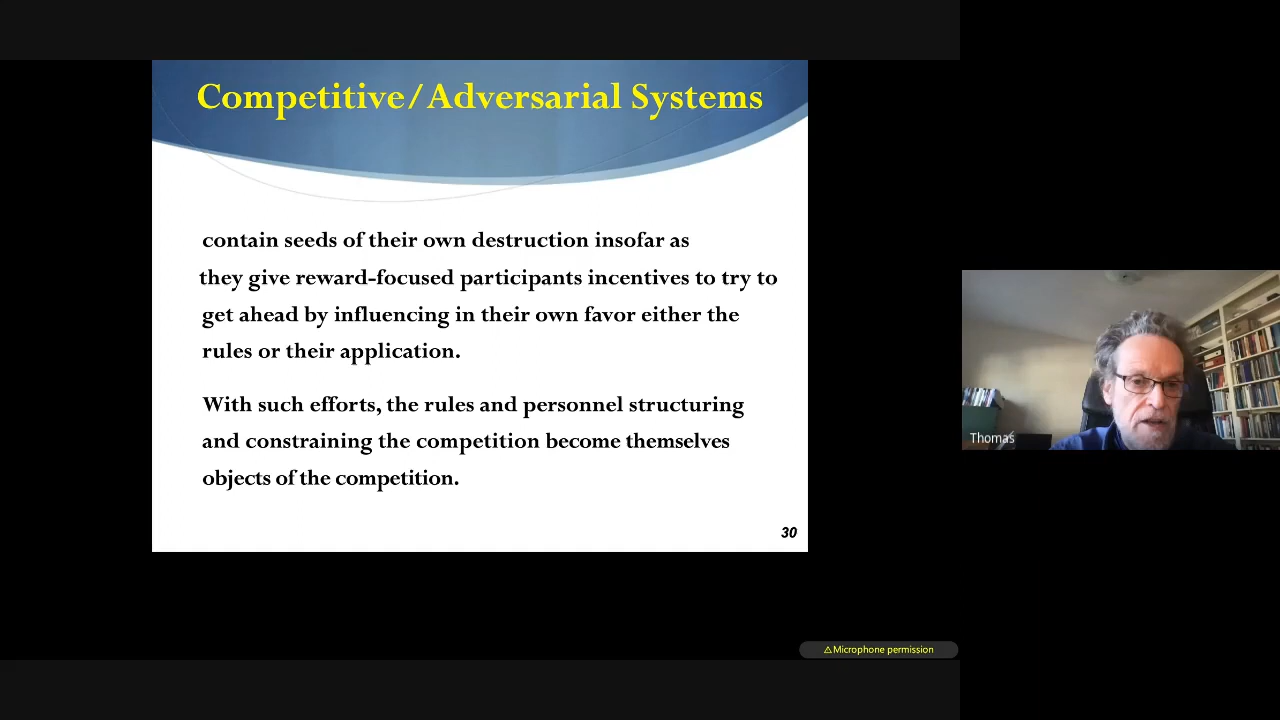 Competitive/Adversarial Systems
contain seeds of their own destruction insofar as
they give reward-focused participants incentives to try to
get ahead by influencing in their own favor either the
rules or their application.
With such efforts, the rules and personnel structuring
and constraining the competition become themselves
objects of the competition.
30
Thomas
⚠Microphone permission